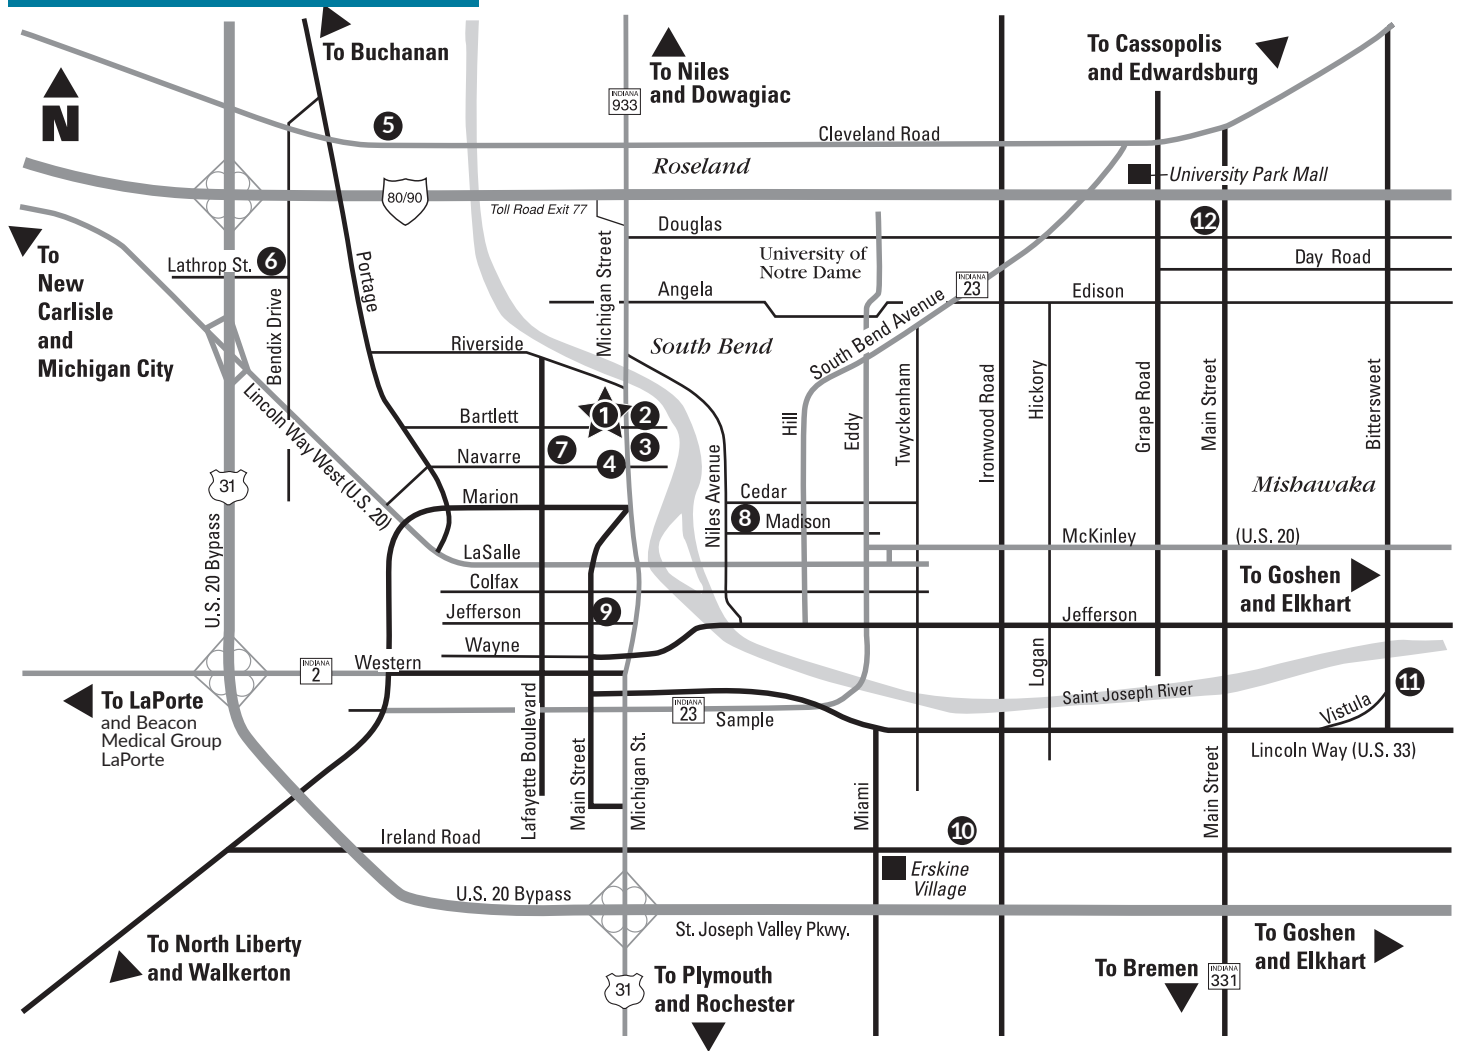 To Buchanan
To Niles
and Dowagiac
To Cassopolis
and Edwardsburg
N
INDIANA
933
5
Cleveland Road
Roseland
University Park Mall
80/90
Toll Road Exit 77
Douglas
12
To
New
Carlisle
and
Michigan City
Lathrop St.
6
Portage
Michigan Street
University of
Notre Dame
Day Road
INDIANA
23
Angela
Edison
Bendix Drive
South Bend Avenue
Riverside
South Bend
Lincoln Way West (U.S. 20)
Bartlett
1
2
3
7
4
Navarre
Hill
Eddy
Twyckenham
Ironwood Road
Hickory
Grape Road
Main Street
Bittersweet
31
Marion
Niles Avenue
Cedar
8
Madison
Mishawaka
McKinley
(U.S. 20)
U.S. 20 Bypass
LaSalle
Colfax
To Goshen
and Elkhart
Jefferson
9
Jefferson
Wayne
Logan
INDIANA
2
Western
To LaPorte
and Beacon
Medical Group
LaPorte
Saint Joseph River
11
Vistula
INDIANA
23
Sample
Lincoln Way (U.S. 33)
Lafayette Boulevard
Main Street
Michigan St.
Miami
Main Street
Ireland Road
10
Erskine
Village
U.S. 20 Bypass
St. Joseph Valley Pkwy.
To North Liberty
and Walkerton
To Goshen
and Elkhart
31
To Plymouth
and Rochester
To Bremen
INDIANA
331